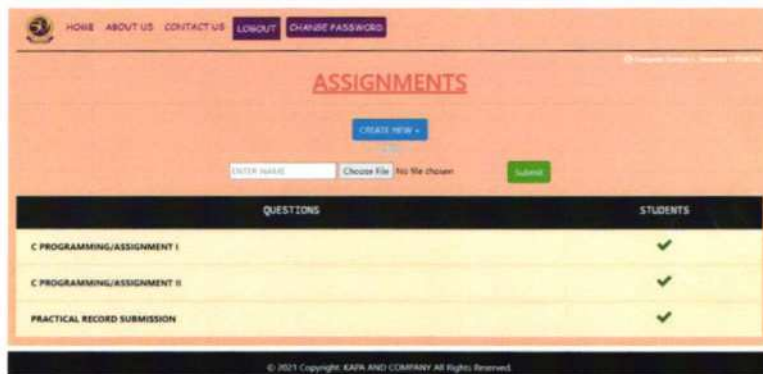 HOME ABOUT US CONTACT US LOGOUT CHANGE PASSWORD
ASSIGNMENTS
CREATE NEW +
ENTER NAME Choose File No file chosen Submit
QUESTIONS STUDENTS
C PROGRAMMING/ASSIGNMENT I
C PROGRAMMING/ASSIGNMENT II
PRACTICAL RECORD SUBMISSION
© 2021 Copyright: KAPA AND COMPANY All Rights Reserved.